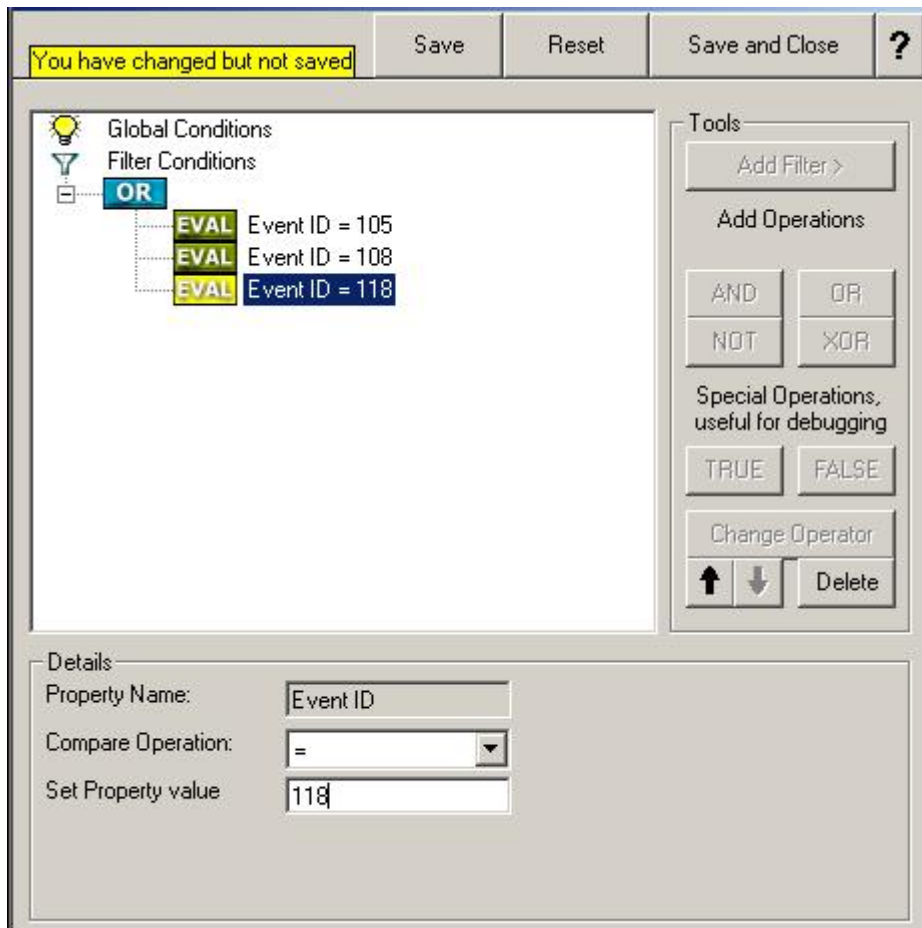 You have changed but not saved
Save
Reset
Save and Close
?
Global Conditions
Filter Conditions
OR
EVAL Event ID = 105
EVAL Event ID = 108
EVAL Event ID = 118
Tools
Add Filter >
Add Operations
AND
OR
NOT
XOR
Special Operations,
useful for debugging
TRUE
FALSE
Change Operator
Delete
Details
Property Name:
Event ID
Compare Operation:
=
Set Property value
118